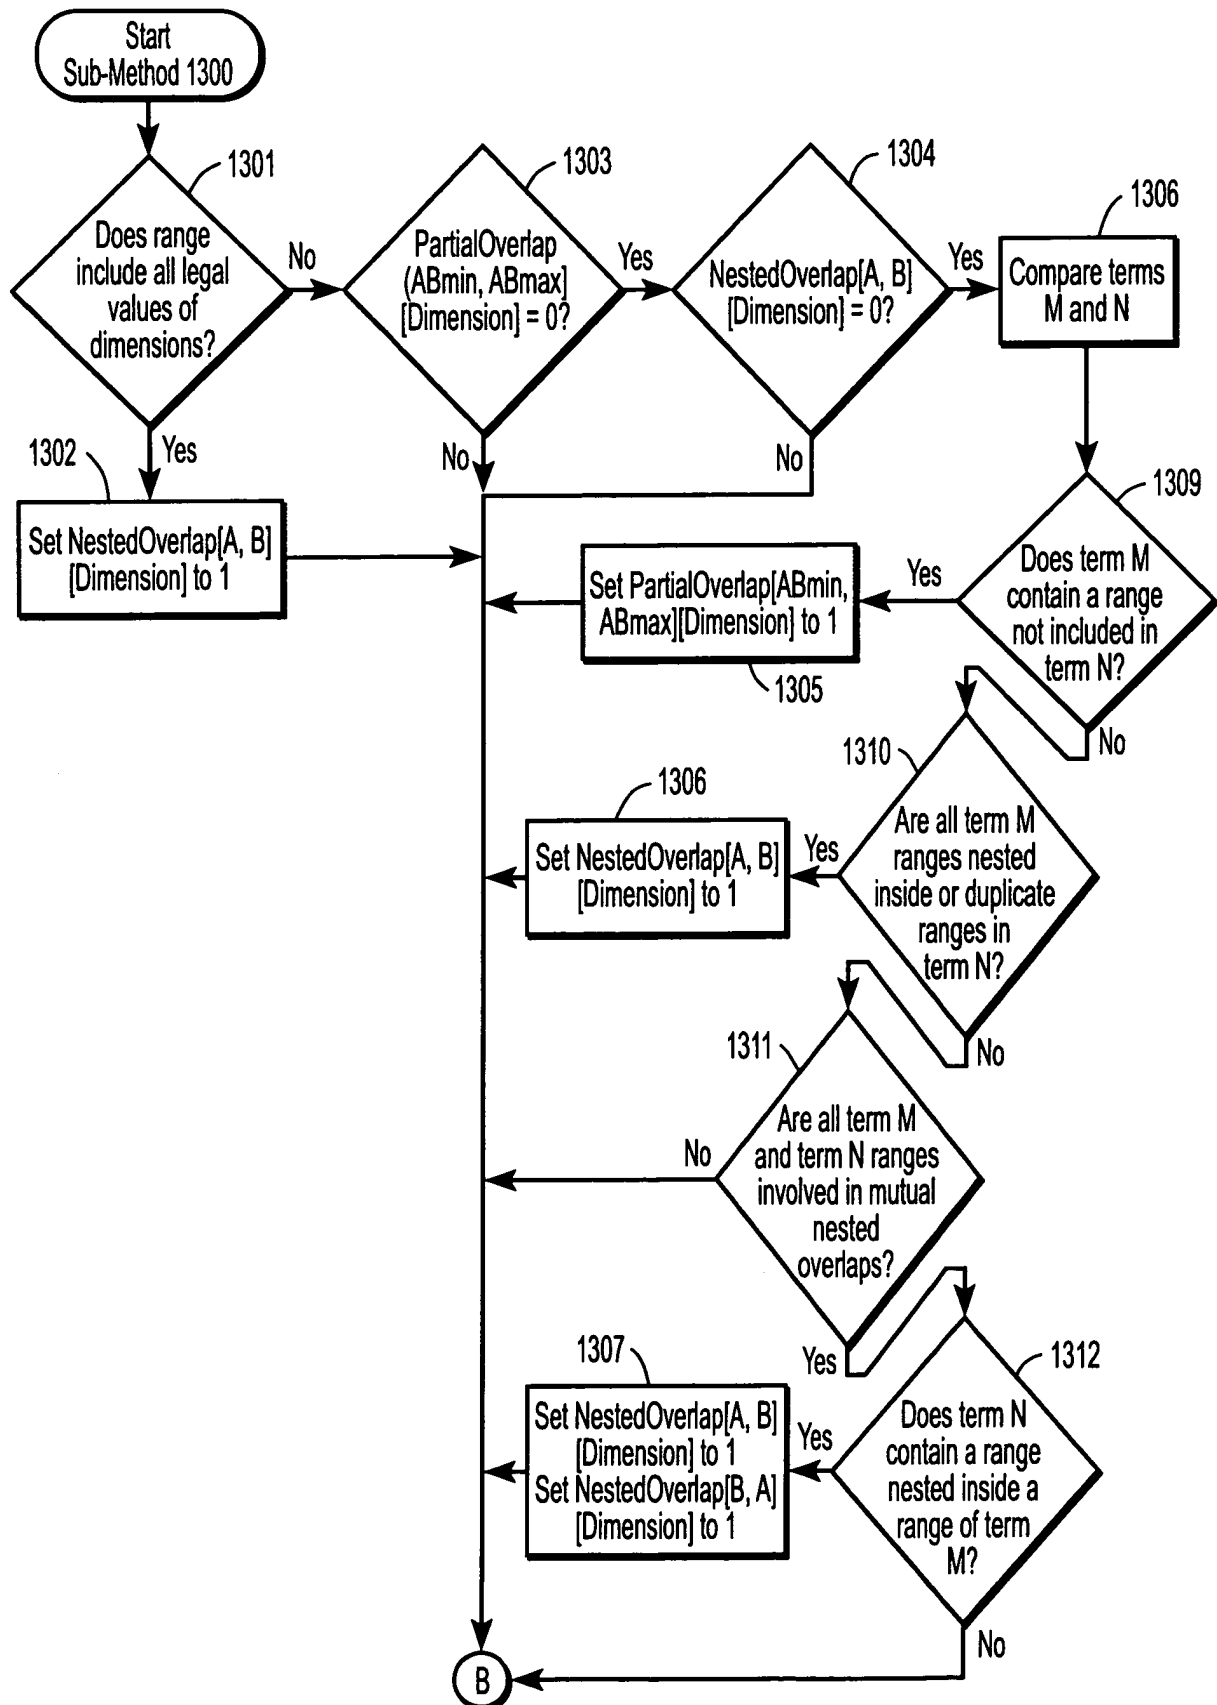 Start
Sub-Method 1300
1301
Does range
include all legal
values of
dimensions?
No
Yes
1303
PartialOverlap
(ABmin, ABmax]
[Dimension] = 0?
Yes
No
1304
NestedOverlap[A, B]
[Dimension] = 0?
Yes
No
1306
Compare terms
M and N
1302
Set NestedOverlap[A, B]
[Dimension] to 1
1309
Does term M
contain a range
not included in
term N?
Yes
No
Set PartialOverlap[ABmin,
ABmax][Dimension] to 1
1305
1310
Are all term M
ranges nested
inside or duplicate
ranges in
term N?
Yes
No
1306
Set NestedOverlap[A, B]
[Dimension] to 1
1311
Are all term M
and term N ranges
involved in mutual
nested
overlaps?
No
Yes
1312
Does term N
contain a range
nested inside a
range of term
M?
Yes
No
1307
Set NestedOverlap[A, B]
[Dimension] to 1
Set NestedOverlap[B, A]
[Dimension] to 1
B